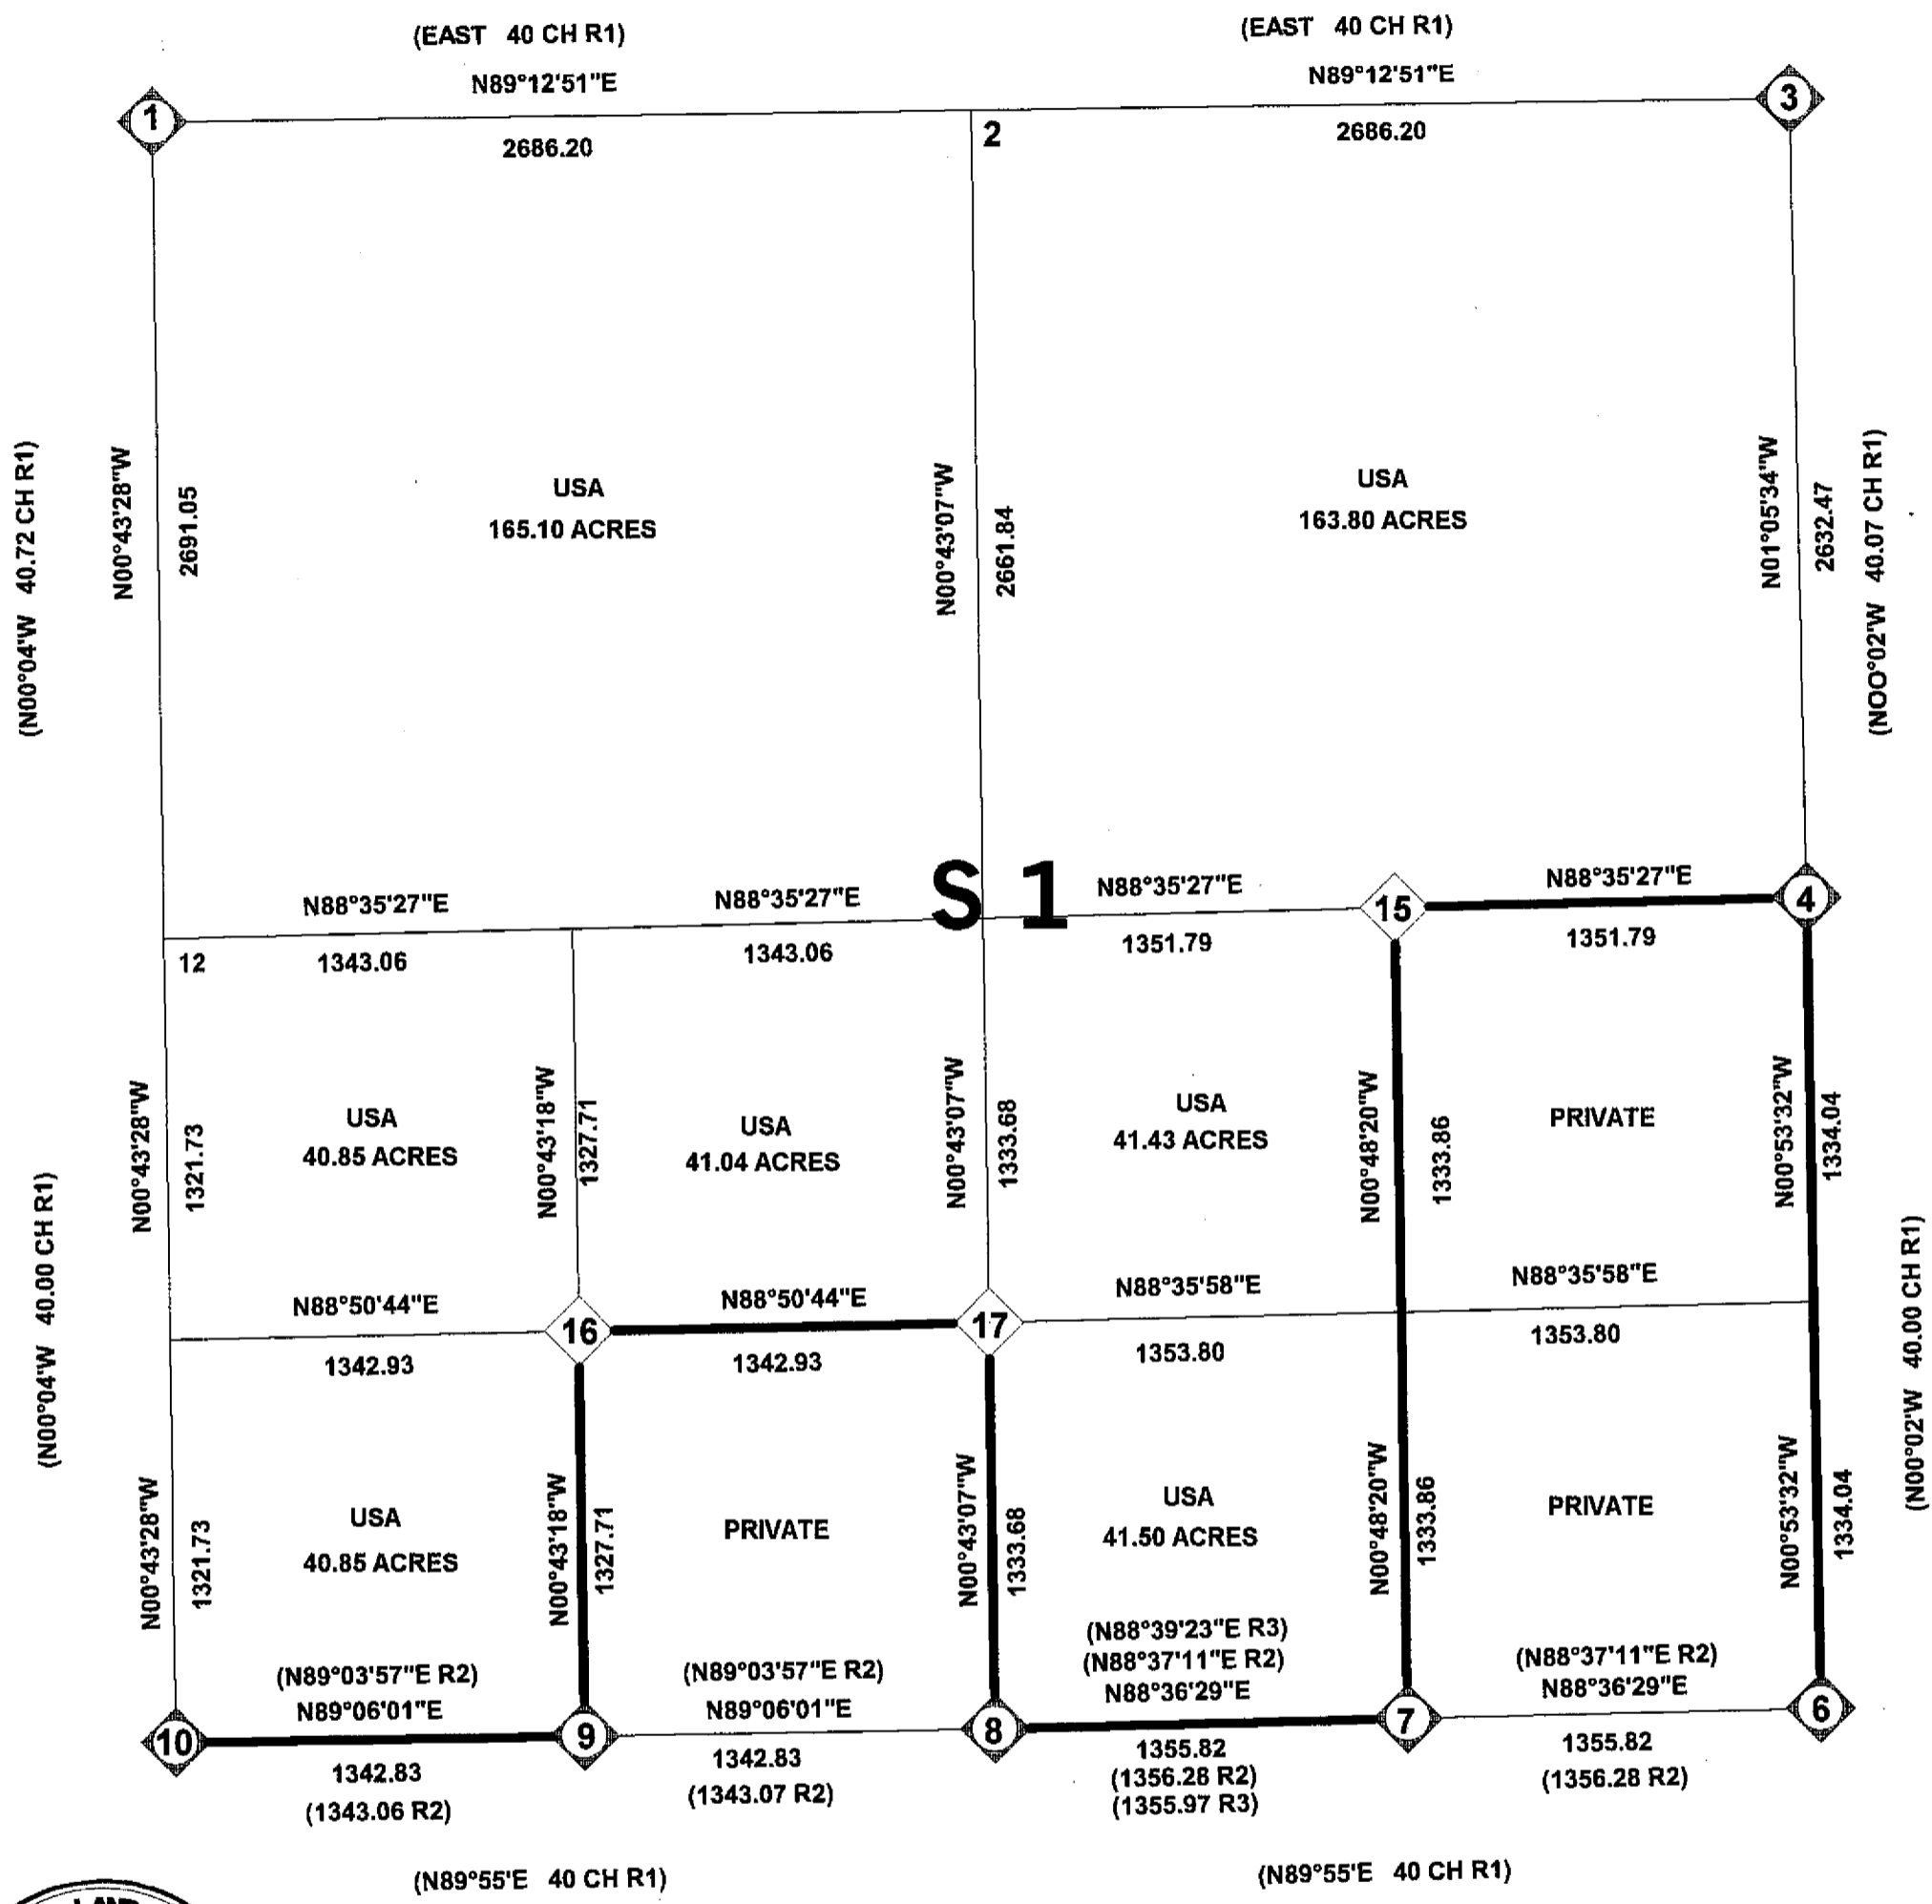 (EAST 40 CH R1)
(EAST 40 CH R1)
N89°12'51"E
N89°12'51"E
1
3
2686.20
2
2686.20
(N00°04'W 40.72 CH R1)
N00°43'28"W
2691.05
USA
165.10 ACRES
N00°43'07"W
2661.84
USA
163.80 ACRES
N01°05'34"W
2632.47
(NOO°02'W 40.07 CH R1)
S 1
N88°35'27"E
N88°35'27"E
N88°35'27"E
N88°35'27"E
15
4
12
1343.06
1343.06
1351.79
1351.79
N00°43'28"W
1321.73
USA
40.85 ACRES
N00°43'18"W
1327.71
USA
41.04 ACRES
N00°43'07"W
1333.68
USA
41.43 ACRES
N00°48'20"W
1333.86
PRIVATE
N00°53'32"W
1334.04
(N00°04'W 40.00 CH R1)
(N00°02'W 40.00 CH R1)
N88°50'44"E
N88°50'44"E
N88°35'58"E
N88°35'58"E
16
17
1342.93
1342.93
1353.80
1353.80
N00°43'28"W
1321.73
USA
40.85 ACRES
N00°43'18"W
1327.71
PRIVATE
N00°43'07"W
1333.68
USA
41.50 ACRES
N00°48'20"W
1333.86
PRIVATE
N00°53'32"W
1334.04
(N89°03'57"E R2)
N89°06'01"E
(N89°03'57"E R2)
N89°06'01"E
(N88°39'23"E R3)
(N88°37'11"E R2)
N88°36'29"E
(N88°37'11"E R2)
N88°36'29"E
10
9
8
7
6
1342.83
(1343.06 R2)
1342.83
(1343.07 R2)
1355.82
(1356.28 R2)
(1355.97 R3)
1355.82
(1356.28 R2)
(N89°55'E 40 CH R1)
(N89°55'E 40 CH R1)